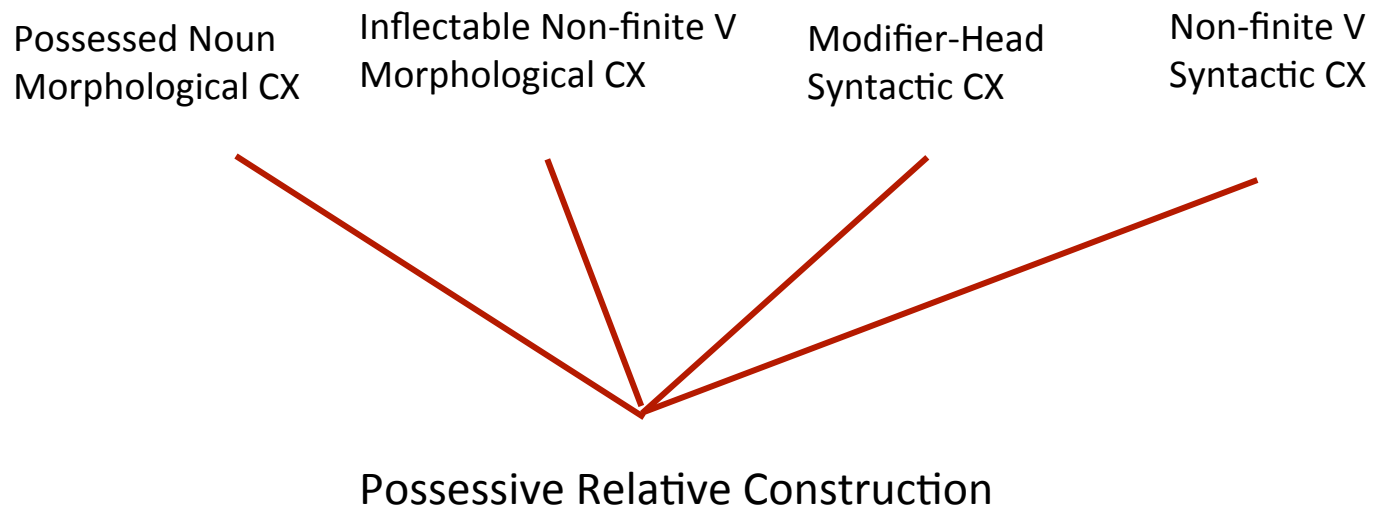 Possessed Noun
Morphological CX
Inflectable Non-finite V
Morphological CX
Modifier-Head
Syntactic CX
Non-finite V
Syntactic CX
Possessive Relative Construction